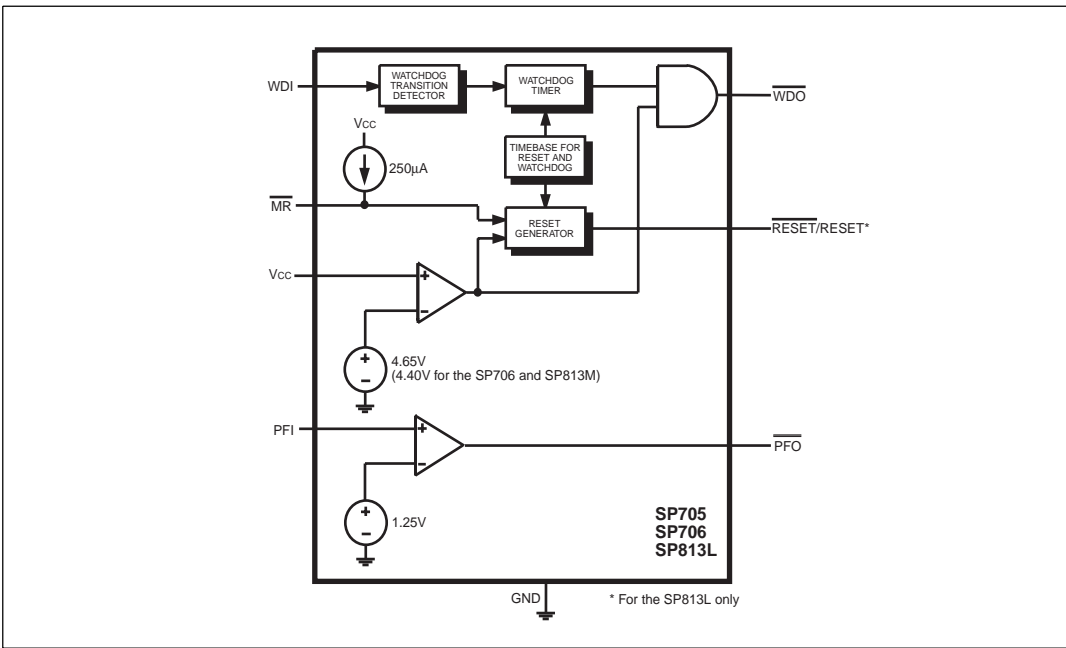 WDI
WATCHDOG
TRANSITION
DETECTOR
WATCHDOG
TIMER
WDO
VCC
250µA
TIMEBASE FOR
RESET AND
WATCHDOG
MR
RESET
GENERATOR
RESET/RESET*
VCC
+
−
+
−
4.65V
(4.40V for the SP706 and SP813M)
PFI
+
−
PFO
+
−
1.25V
SP705
SP706
SP813L
GND
* For the SP813L only